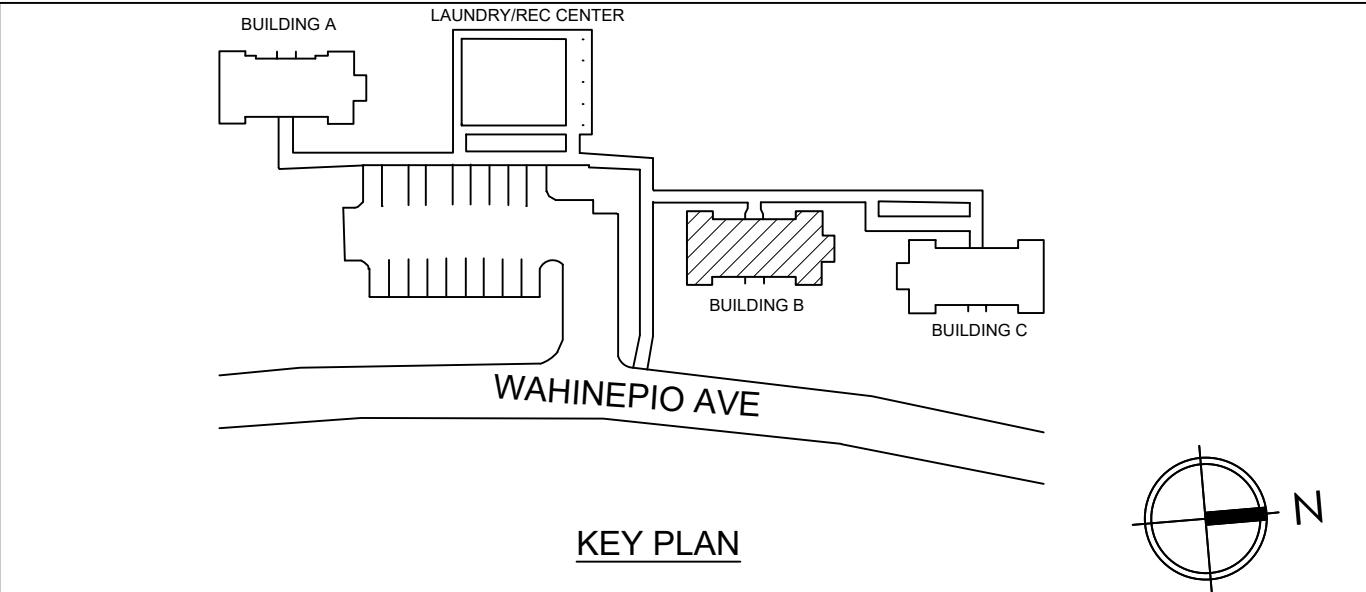 LAUNDRY/REC CENTER
BUILDING A
BUILDING B
BUILDING C
WAHINEPIO AVE
N
KEY PLAN